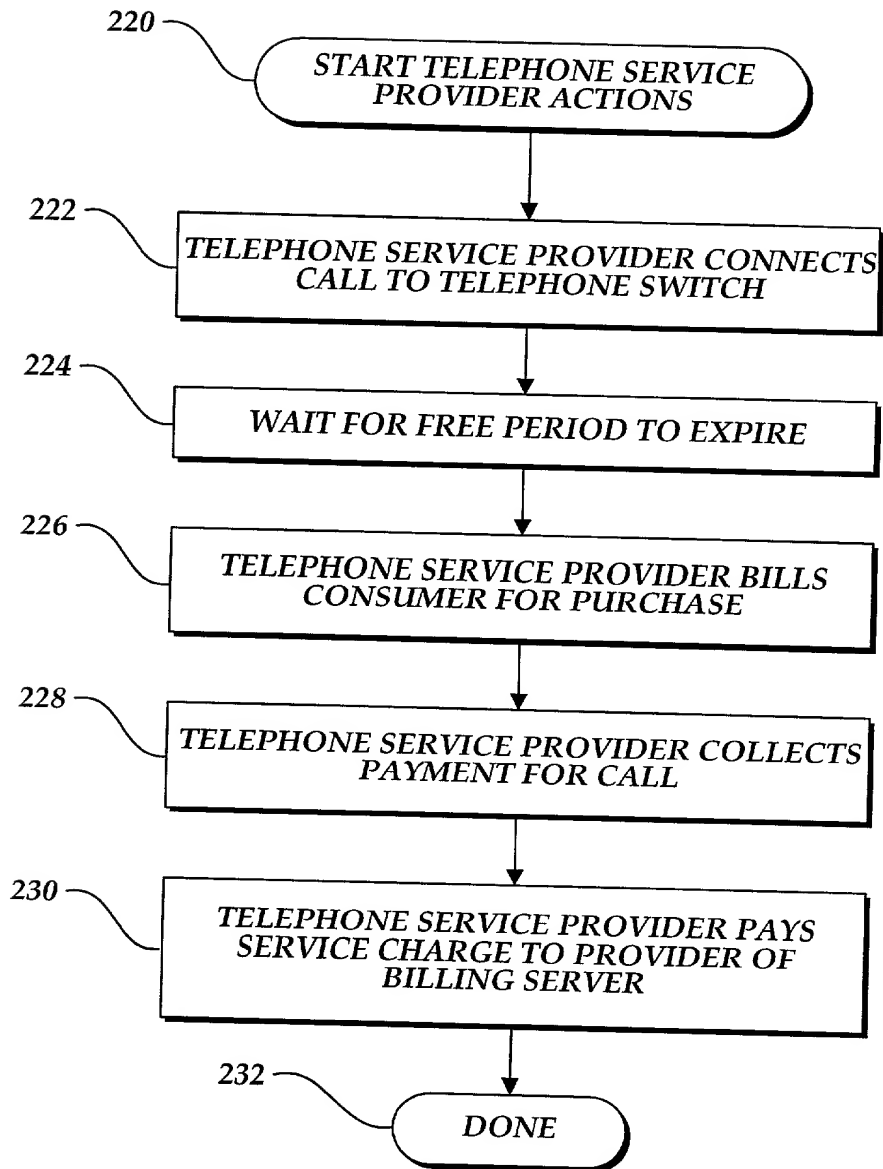 220
START TELEPHONE SERVICE
PROVIDER ACTIONS
222
TELEPHONE SERVICE PROVIDER CONNECTS
CALL TO TELEPHONE SWITCH
224
WAIT FOR FREE PERIOD TO EXPIRE
226
TELEPHONE SERVICE PROVIDER BILLS
CONSUMER FOR PURCHASE
228
TELEPHONE SERVICE PROVIDER COLLECTS
PAYMENT FOR CALL
230
TELEPHONE SERVICE PROVIDER PAYS
SERVICE CHARGE TO PROVIDER OF
BILLING SERVER
232
DONE